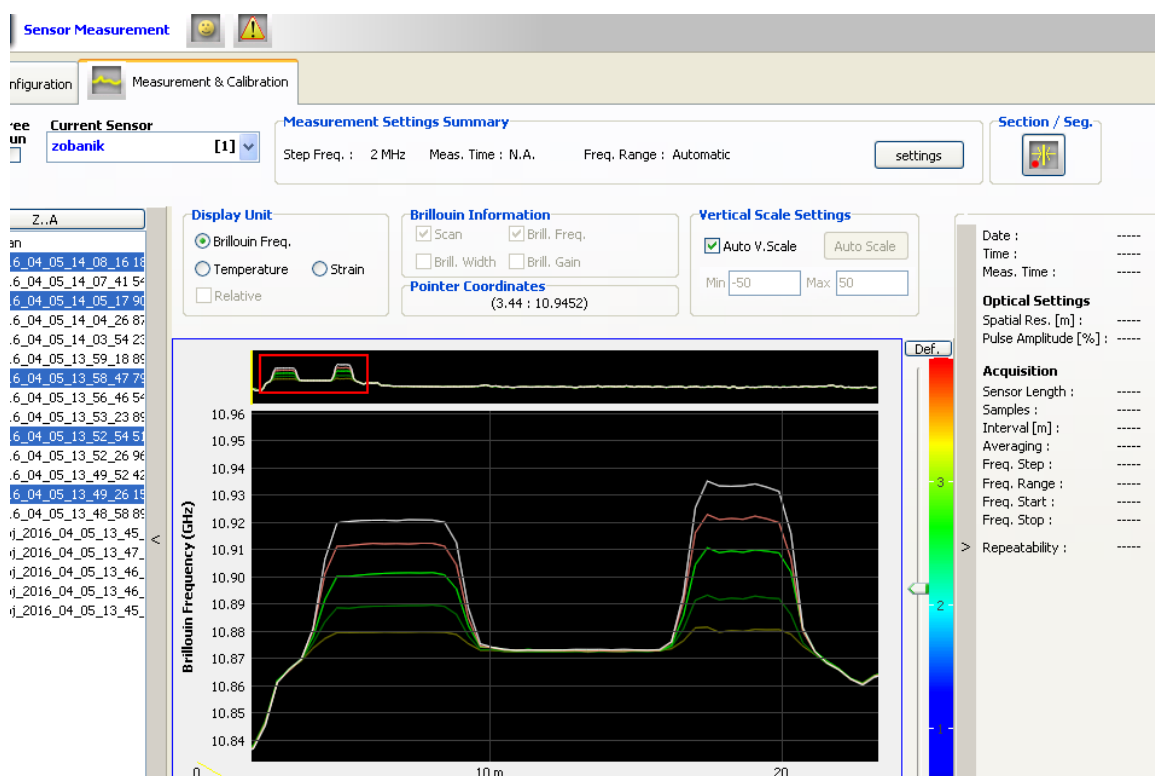 Sensor Measurement
nfiguration
Measurement & Calibration
ree
un
Current Sensor
zobanik [1]
Measurement Settings Summary
Step Freq. : 2 MHz Meas. Time : N.A. Freq. Range : Automatic
settings
Section / Seg.
Z..A
an
.6_04_05_14_08_16 18
.6_04_05_14_07_41 54
.6_04_05_14_05_17 90
.6_04_05_14_04_26 87
.6_04_05_14_03_54 23
.6_04_05_13_59_18 89
.6_04_05_13_58_47 79
.6_04_05_13_56_46 54
.6_04_05_13_53_23 89
.6_04_05_13_52_54 51
.6_04_05_13_52_26 96
.6_04_05_13_49_52 42
.6_04_05_13_49_26 15
.6_04_05_13_48_58 89
j_2016_04_05_13_45_
j_2016_04_05_13_47_
j_2016_04_05_13_46_
j_2016_04_05_13_46_
j_2016_04_05_13_45_
<
Display Unit
Brillouin Freq.
Temperature Strain
Relative
Brillouin Information
Scan Brill. Freq.
Brill. Width Brill. Gain
Pointer Coordinates
(3.44 : 10.9452)
Vertical Scale Settings
Auto V.Scale Auto Scale
Min -50 Max 50
Def.
Brillouin Frequency (GHz)
10.96
10.95
10.94
10.93
10.92
10.91
10.90
10.89
10.88
10.87
10.86
10.85
10.84
0 10 m 20
3
2
1
>
Date : -----
Time : -----
Meas. Time : -----
Optical Settings
Spatial Res. [m] : -----
Pulse Amplitude [%] : -----
Acquisition
Sensor Length : -----
Samples : -----
Interval [m] : -----
Averaging : -----
Freq. Step : -----
Freq. Range : -----
Freq. Start : -----
Freq. Stop : -----
Repeatability : -----